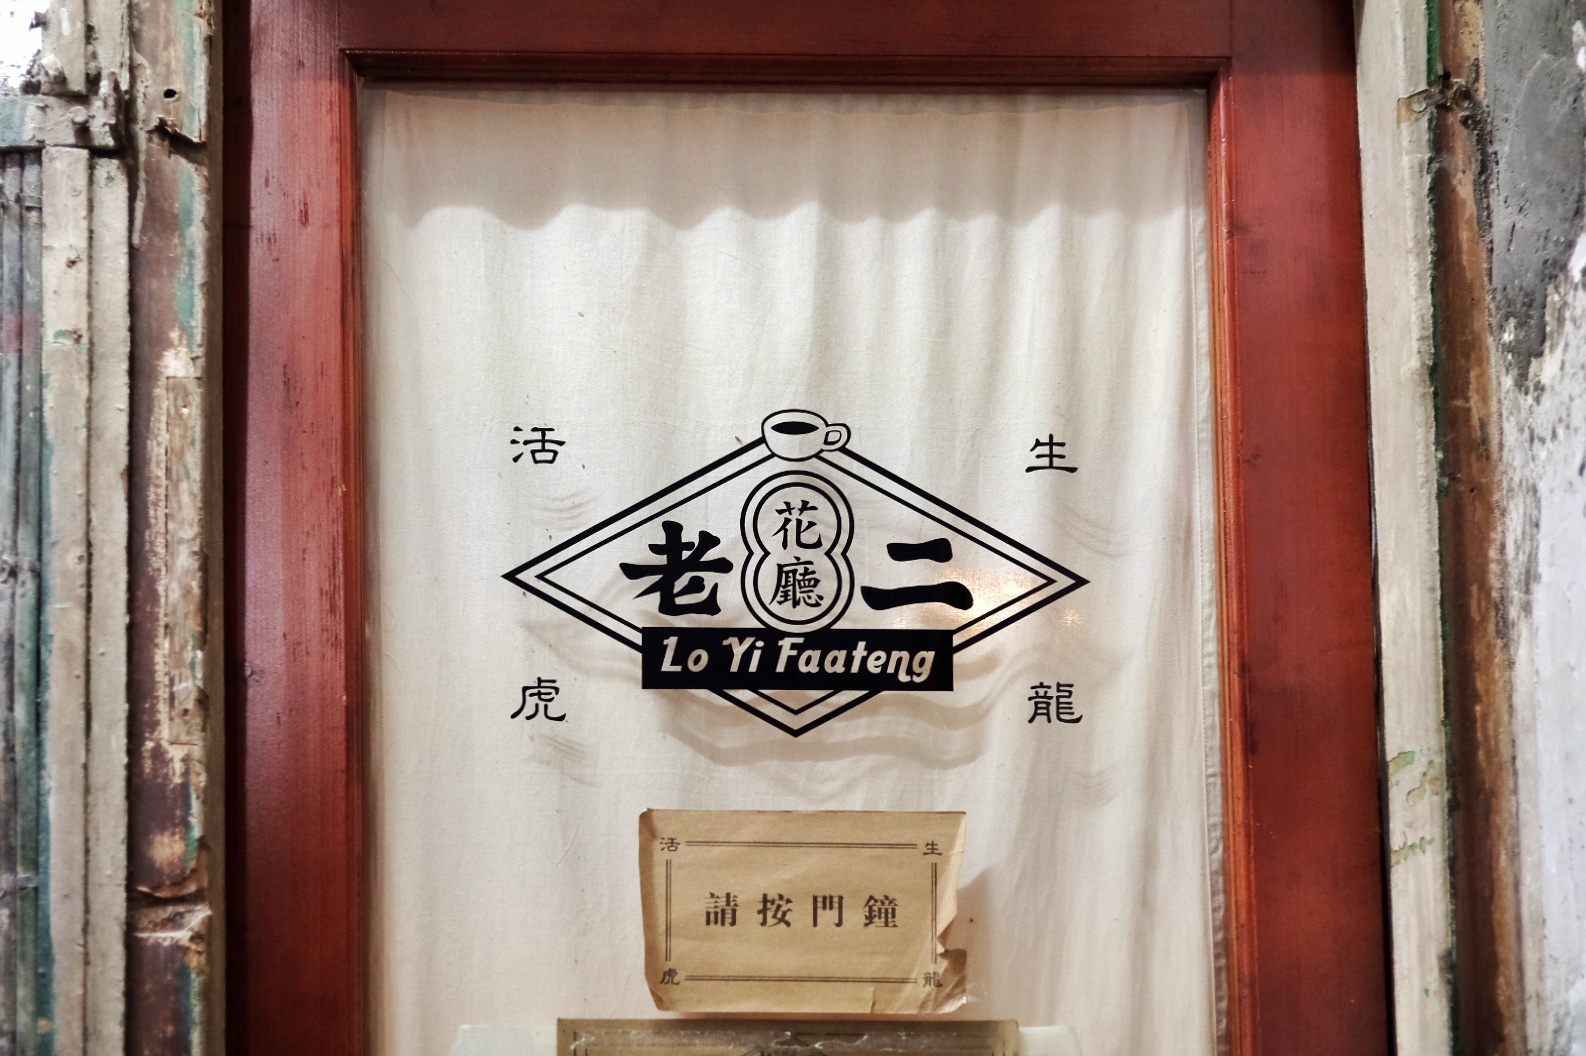 活 生
花
老 二
廳
Lo Yi Faateng
虎 龍
活 生
請按門鐘
虎 龍